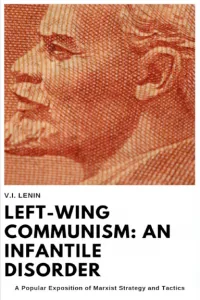 V.I. LENIN
LEFT-WING
COMMUNISM: AN
INFANTILE
DISORDER
A Popular Exposition of Marxist Strategy and Tactics